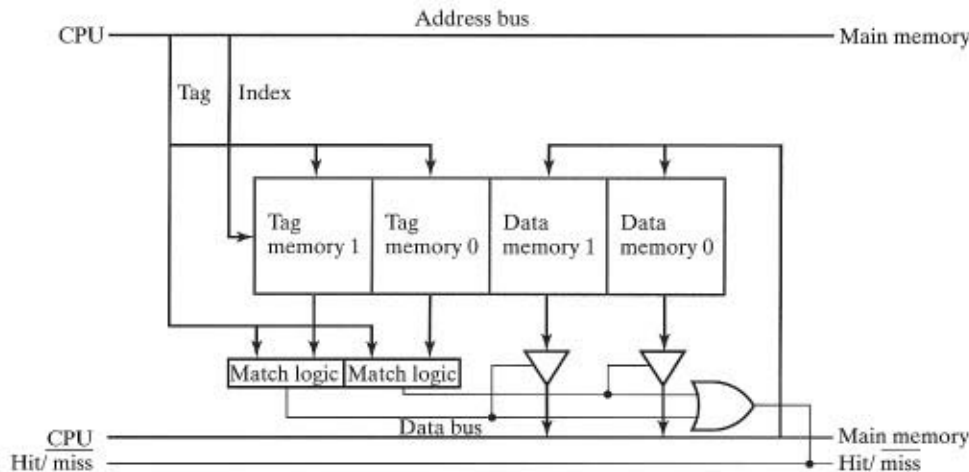 Address bus
CPU
Main memory
Tag
Index
Tag
memory 1
Tag
memory 0
Data
memory 1
Data
memory 0
Match logic
Match logic
Data bus
CPU
Main memory
Hit/ miss
Hit/ miss